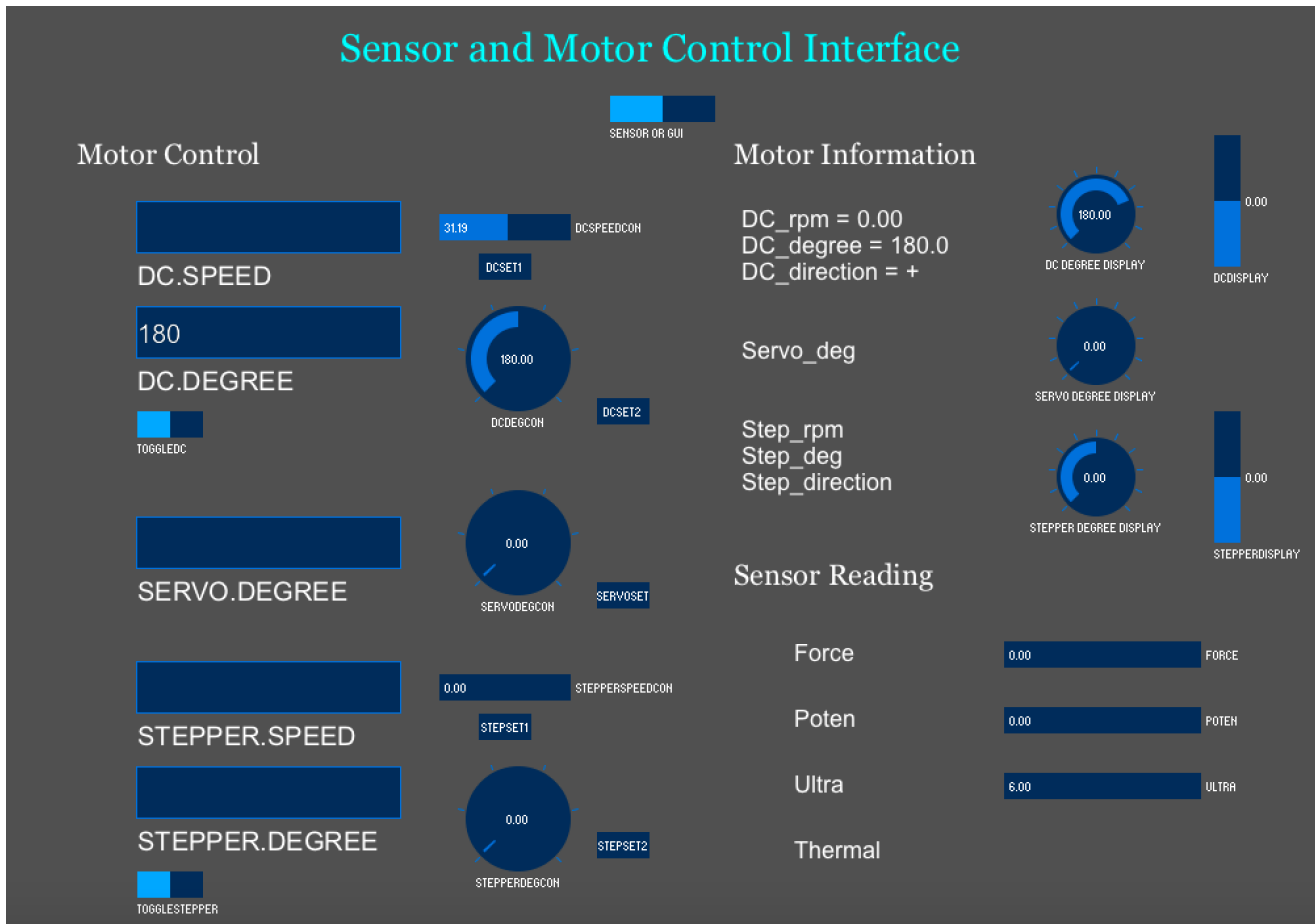 Sensor and Motor Control Interface
SENSOR OR GUI
Motor Control
DC.SPEED
31.19
DCSPEEDCON
DCSET1
180
DC.DEGREE
180.00
DCDEGCON
DCSET2
TOGGLEDC
SERVO.DEGREE
0.00
SERVODEGCON
SERVOSET
STEPPER.SPEED
0.00
STEPPERSPEEDCON
STEPSET1
STEPPER.DEGREE
0.00
STEPPERDEGCON
STEPSET2
TOGGLESTEPPER
Motor Information
DC_rpm = 0.00
DC_degree = 180.0
DC_direction = +
180.00
DC DEGREE DISPLAY
0.00
DCDISPLAY
Servo_deg
0.00
SERVO DEGREE DISPLAY
Step_rpm
Step_deg
Step_direction
0.00
STEPPER DEGREE DISPLAY
0.00
STEPPERDISPLAY
Sensor Reading
Force
0.00
FORCE
Poten
0.00
POTEN
Ultra
6.00
ULTRA
Thermal